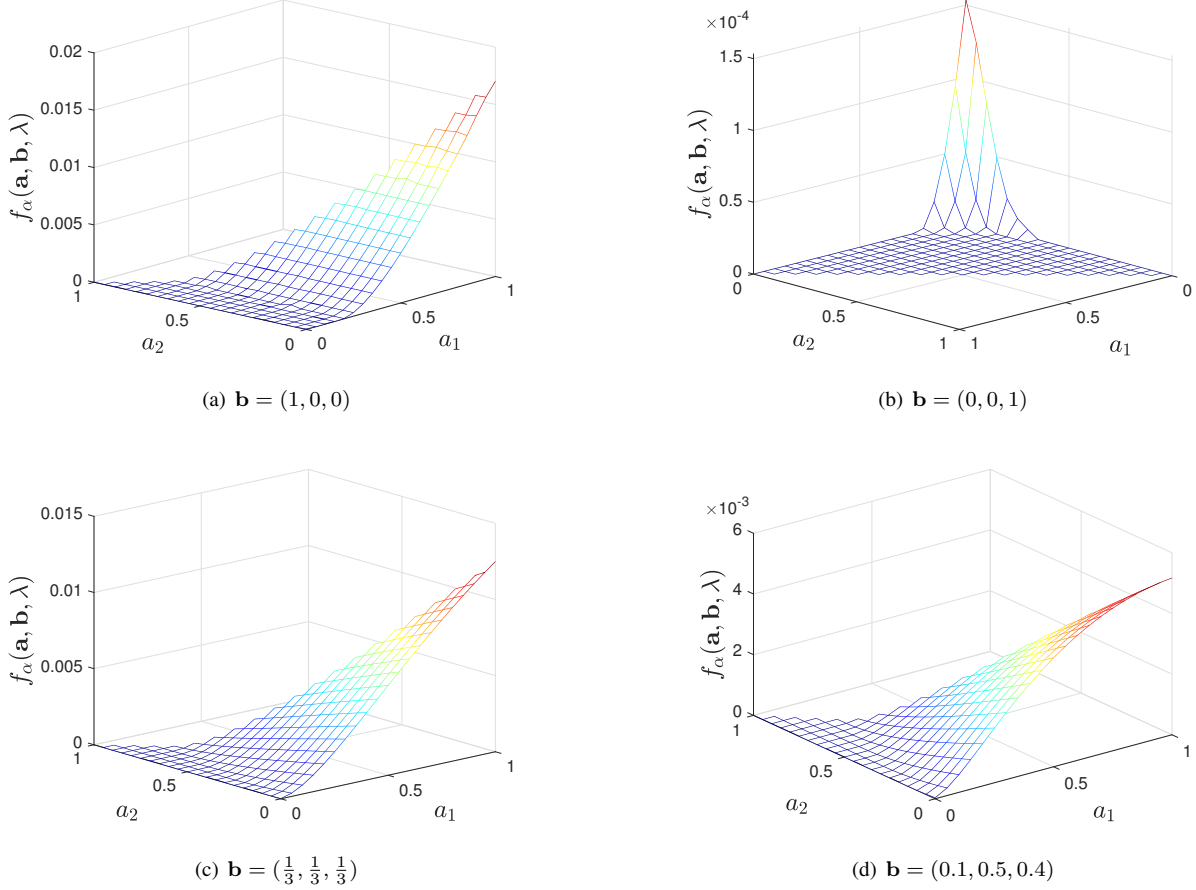 0.02
0.015
0.01
0.005
0
1
0.5
0
0
0.5
1
f_α(a, b, λ)
a_2
a_1
(a) b = (1, 0, 0)
×10^-4
1.5
1
0.5
0
0
0.5
1
1
0.5
0
f_α(a, b, λ)
a_2
a_1
(b) b = (0, 0, 1)
0.015
0.01
0.005
0
1
0.5
0
0
0.5
1
f_α(a, b, λ)
a_2
a_1
(c) b = (1/3, 1/3, 1/3)
×10^-3
6
4
2
0
1
0.5
0
0
0.5
1
f_α(a, b, λ)
a_2
a_1
(d) b = (0.1, 0.5, 0.4)